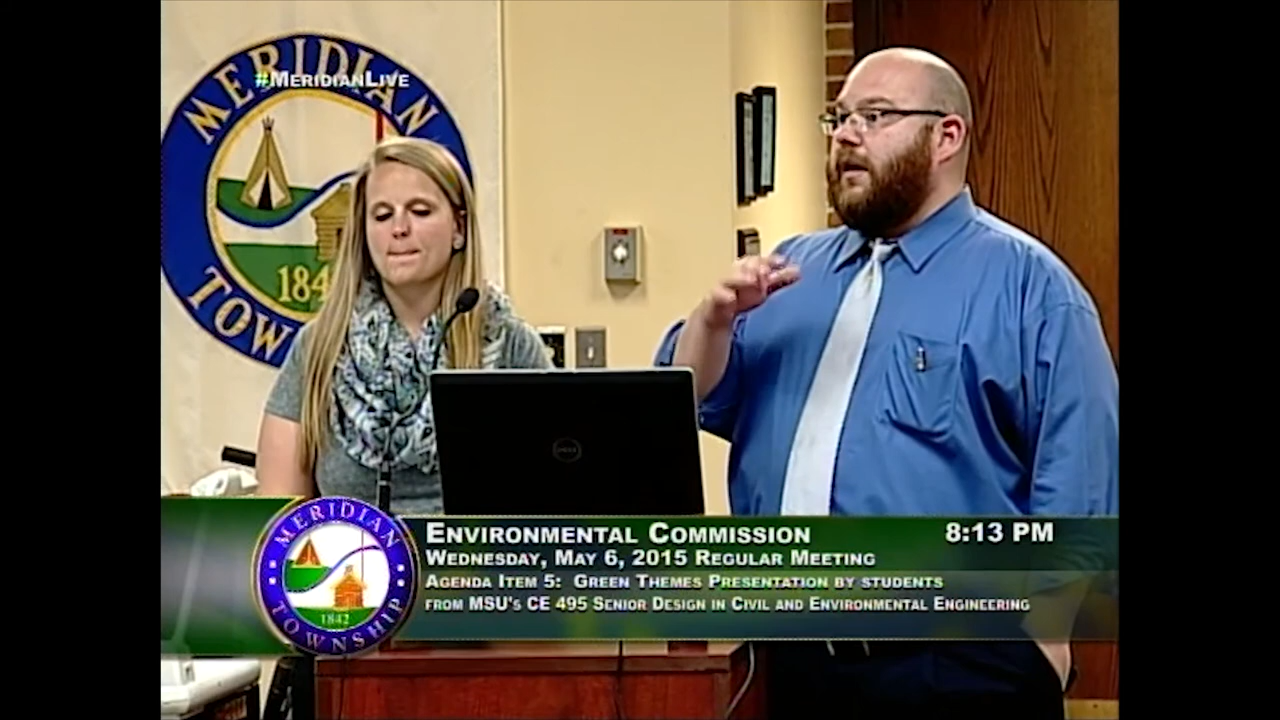 #MERIDIANLIVE
MERIDIAN
1842
TOWN
DELL
MERIDIAN
1842
TOWNSHIP
ENVIRONMENTAL COMMISSION 8:13 PM
WEDNESDAY, MAY 6, 2015 REGULAR MEETING
AGENDA ITEM 5: GREEN THEMES PRESENTATION BY STUDENTS
FROM MSU'S CE 495 SENIOR DESIGN IN CIVIL AND ENVIRONMENTAL ENGINEERING